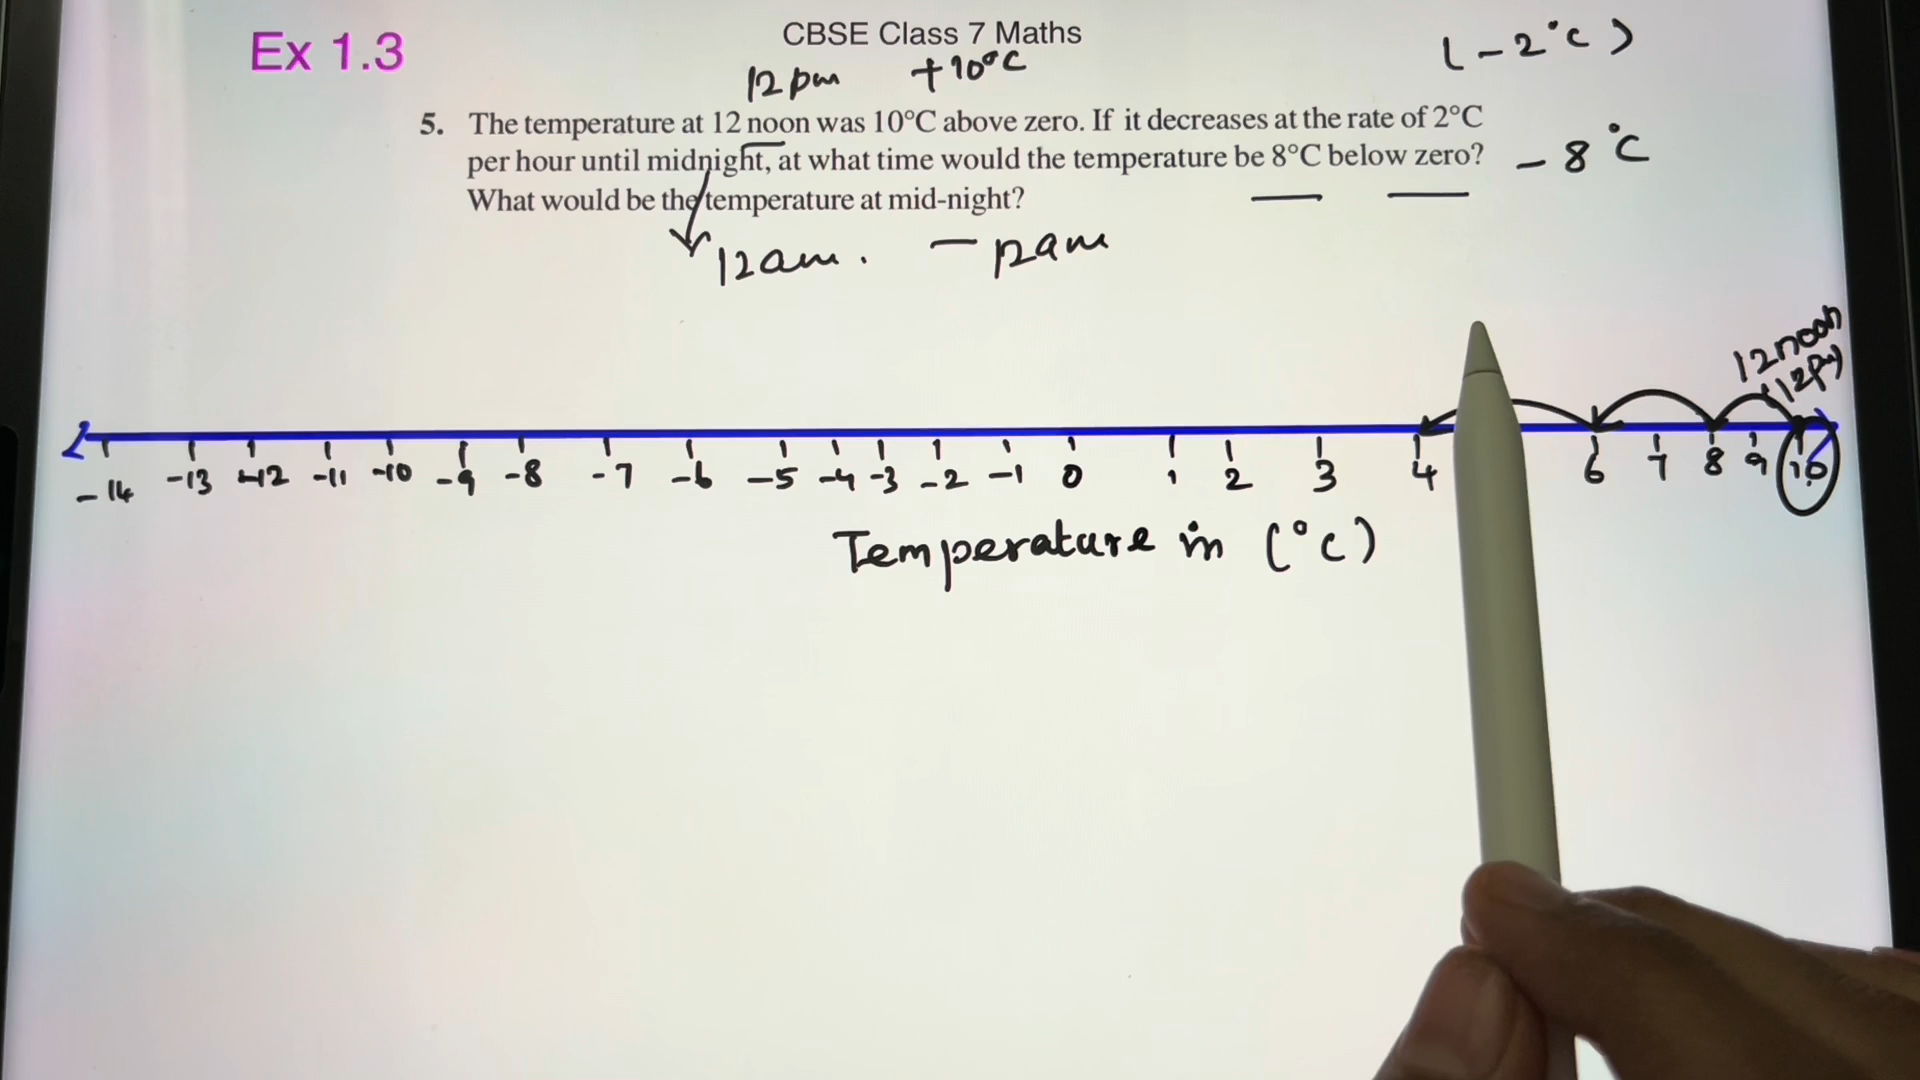 CBSE Class 7 Maths
Ex 1.3
(-2°C)
12 pm +10°C
5. The temperature at 12 noon was 10°C above zero. If it decreases at the rate of 2°C
per hour until midnight, at what time would the temperature be 8°C below zero?
-8°C
What would be the temperature at mid-night?
12am. - 12am
12 noon
(12pm)
-14 -13 -12 -11 -10 -9 -8 -7 -6 -5 -4 -3 -2 -1 0 1 2 3 4 6 7 8 9 10
Temperature in (°C)